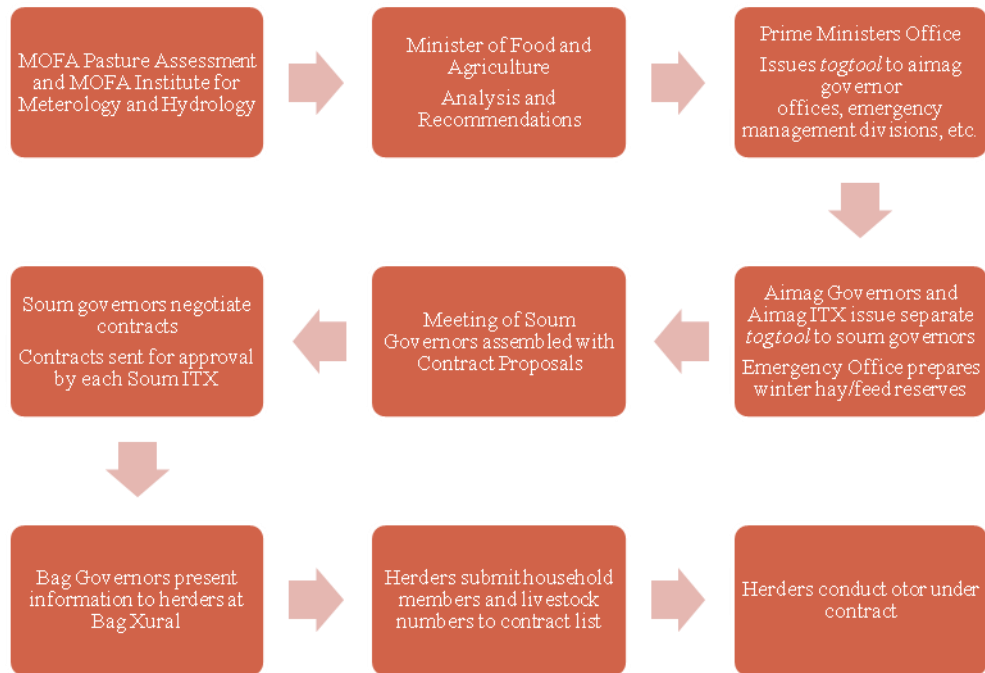 MOFA Pasture Assessment
and MOFA Institute for
Meterology and Hydrology
Minister of Food and
Agriculture
Analysis and
Recommendations
Prime Ministers Office
Issues togtool to aimag
governor
offices, emergency
management divisions, etc.
Aimag Governors and
Aimag ITX issue separate
togtool to soum governors
Emergency Office prepares
winter hay/feed reserves
Meeting of Soum
Governors assembled with
Contract Proposals
Soum governors negotiate
contracts
Contracts sent for approval
by each Soum ITX
Bag Governors present
information to herders at
Bag Xural
Herders submit household
members and livestock
numbers to contract list
Herders conduct otor under
contract